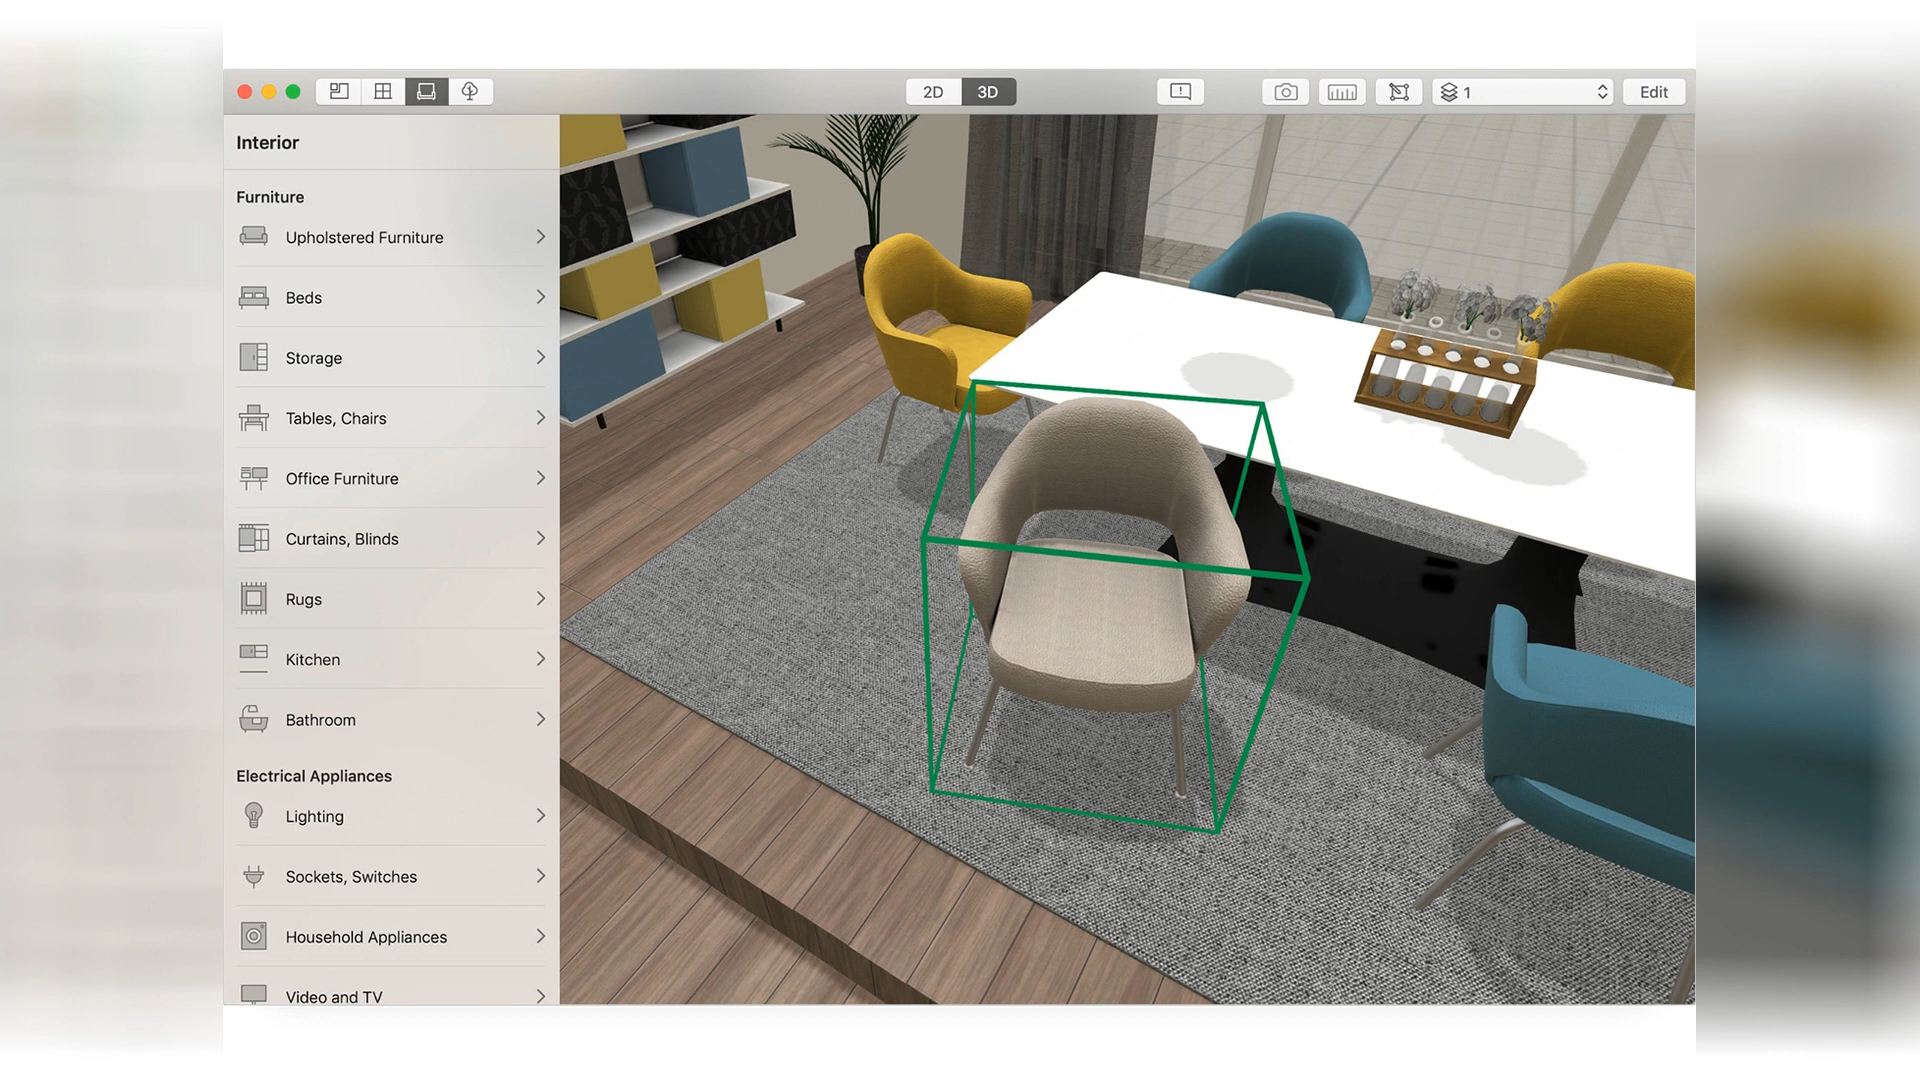 2D
3D
1
Edit
Interior
Furniture
Upholstered Furniture
Beds
Storage
Tables, Chairs
Office Furniture
Curtains, Blinds
Rugs
Kitchen
Bathroom
Electrical Appliances
Lighting
Sockets, Switches
Household Appliances
Video and TV